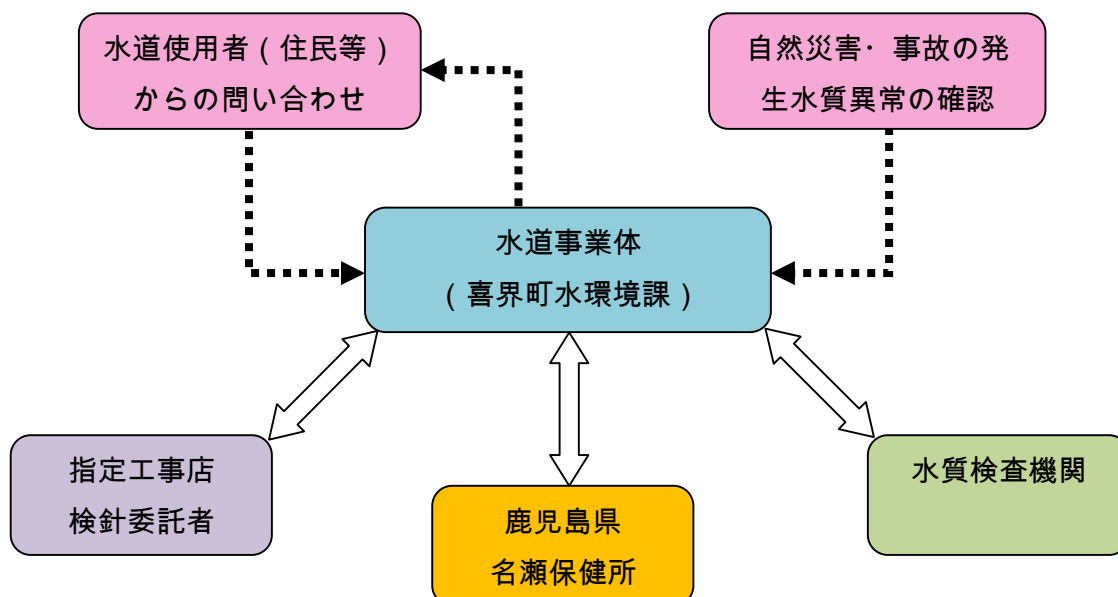 水道使用者（住民等）
からの問い合わせ
自然災害・事故の発
生水質異常の確認
水道事業体
（喜界町水環境課）
指定工事店
検針委託者
鹿児島県
名瀬保健所
水質検査機関